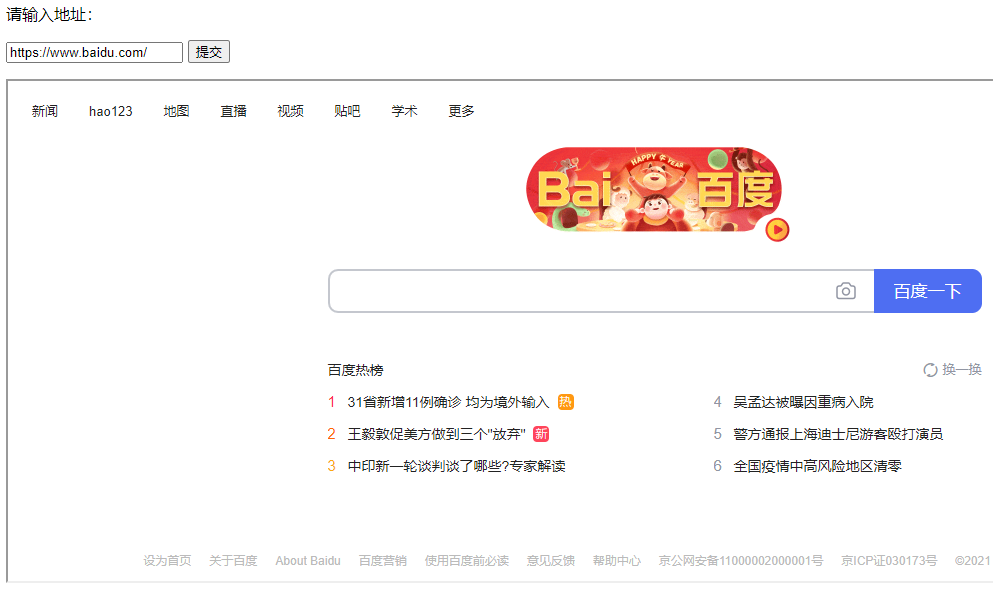 请输入地址：
https://www.baidu.com/ 提交
新闻 hao123 地图 直播 视频 贴吧 学术 更多
HAPPY 牛 YEAR
Bai 百度
百度一下
百度热榜 换一换
1 31省新增11例确诊 均为境外输入 热 4 吴孟达被曝因重病入院
2 王毅敦促美方做到三个"放弃" 新 5 警方通报上海迪士尼游客殴打演员
3 中印新一轮谈判谈了哪些?专家解读 6 全国疫情中高风险地区清零
设为首页 关于百度 About Baidu 百度营销 使用百度前必读 意见反馈 帮助中心 京公网安备11000002000001号 京ICP证030173号 ©2021